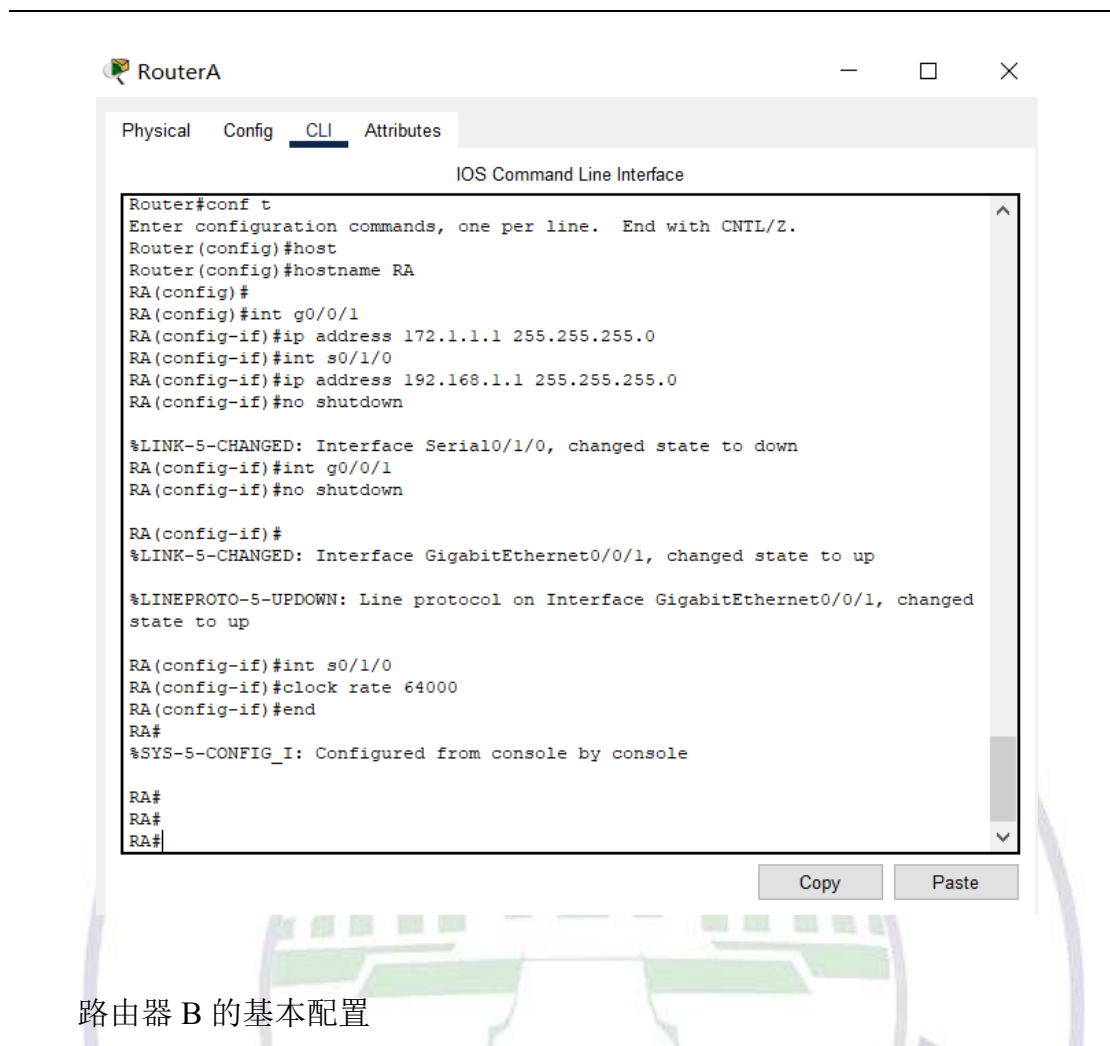 RouterA
Physical Config CLI Attributes
IOS Command Line Interface
Router#conf t
Enter configuration commands, one per line.  End with CNTL/Z.
Router(config)#host
Router(config)#hostname RA
RA(config)#
RA(config)#int g0/0/1
RA(config-if)#ip address 172.1.1.1 255.255.255.0
RA(config-if)#int s0/1/0
RA(config-if)#ip address 192.168.1.1 255.255.255.0
RA(config-if)#no shutdown
%LINK-5-CHANGED: Interface Serial0/1/0, changed state to down
RA(config-if)#int g0/0/1
RA(config-if)#no shutdown
RA(config-if)#
%LINK-5-CHANGED: Interface GigabitEthernet0/0/1, changed state to up
%LINEPROTO-5-UPDOWN: Line protocol on Interface GigabitEthernet0/0/1, changed
state to up
RA(config-if)#int s0/1/0
RA(config-if)#clock rate 64000
RA(config-if)#end
RA#
%SYS-5-CONFIG_I: Configured from console by console
RA#
RA#
RA#
Copy Paste
路由器 B 的基本配置